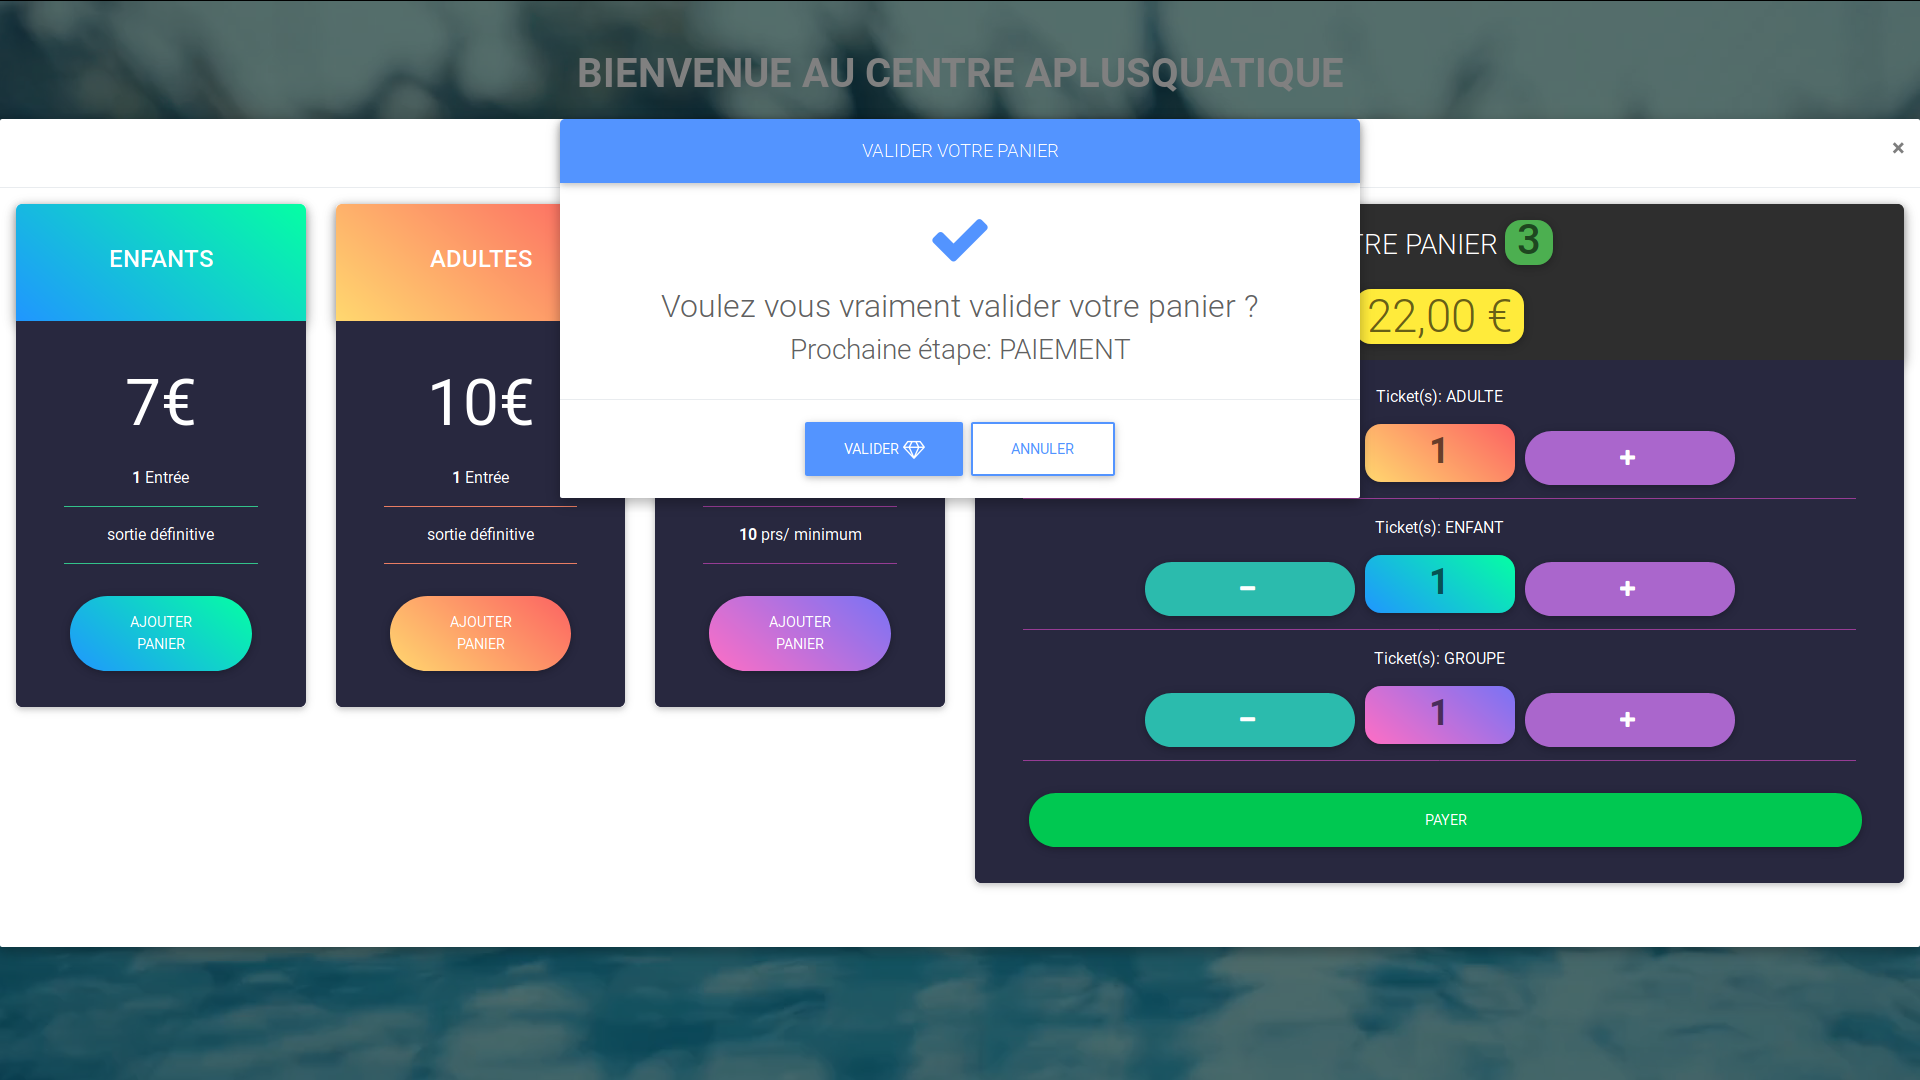 BIENVENUE AU CENTRE APLUSQUATIQUE
VALIDER VOTRE PANIER
×
Voulez vous vraiment valider votre panier ?
Prochaine étape: PAIEMENT
VALIDER
ANNULER
ENFANTS
7€
1 Entrée
sortie définitive
AJOUTER
PANIER
ADULTES
10€
1 Entrée
sortie définitive
AJOUTER
PANIER
10 prs/ minimum
AJOUTER
PANIER
TRE PANIER 3
22,00 €
Ticket(s): ADULTE
1 +
Ticket(s): ENFANT
− 1 +
Ticket(s): GROUPE
− 1 +
PAYER